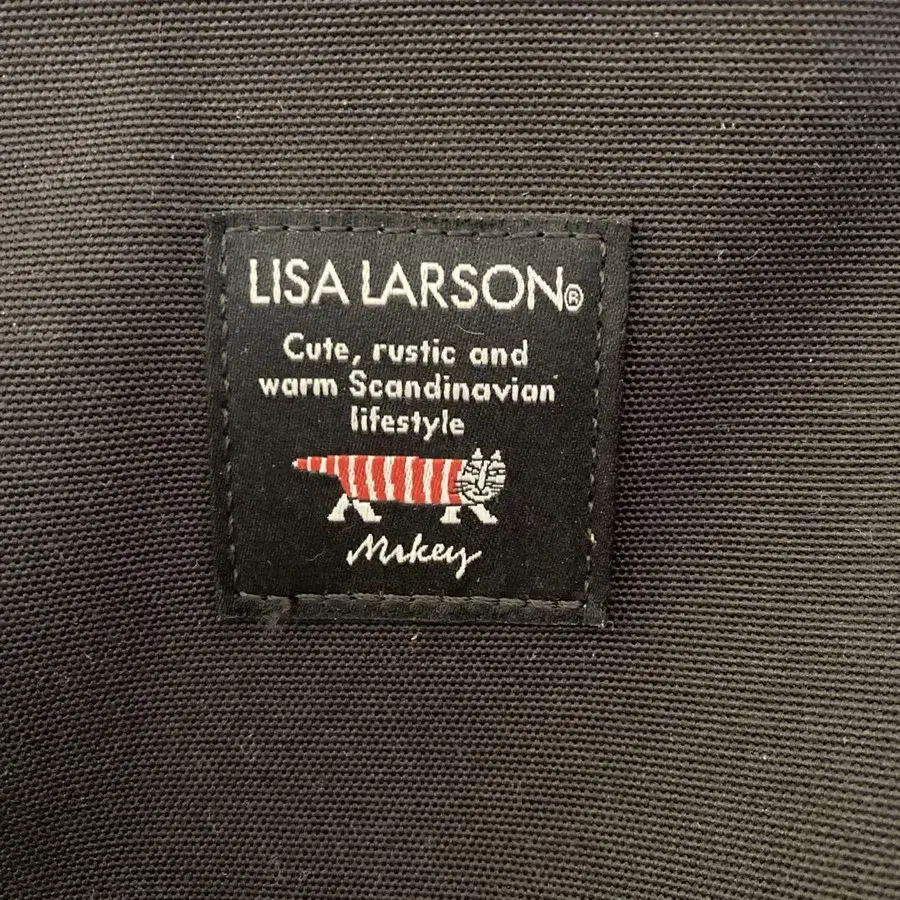 LISA LARSON®
Cute, rustic and
warm Scandinavian
lifestyle
Mikey